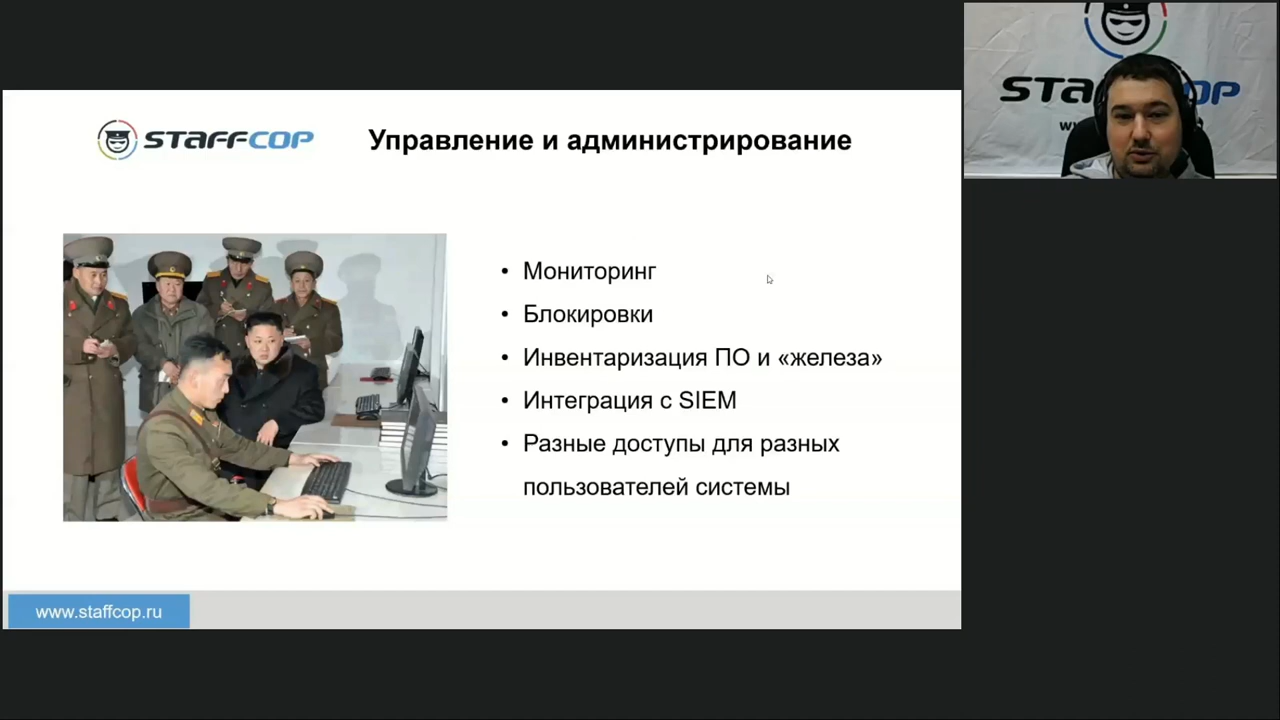 STAFFCOP
Управление и администрирование
• Мониторинг
• Блокировки
• Инвентаризация ПО и «железа»
• Интеграция с SIEM
• Разные доступы для разных
пользователей системы
www.staffcop.ru